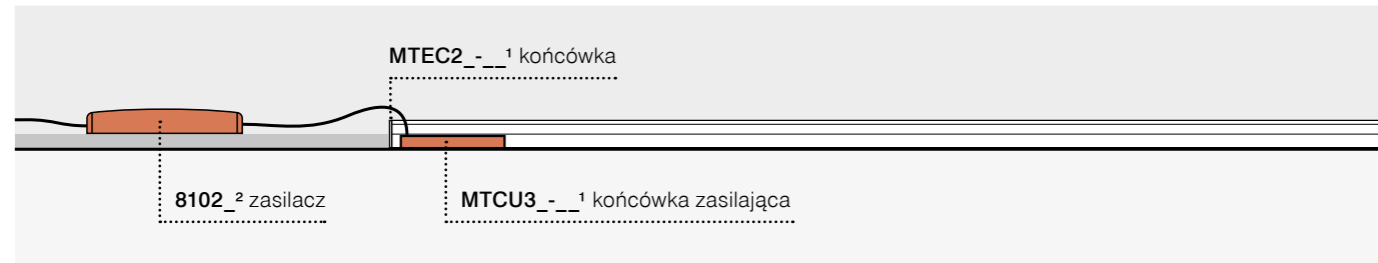 MTEC2_-__¹ końcówka
8102_² zasilacz
MTCU3_-__¹ końcówka zasilająca